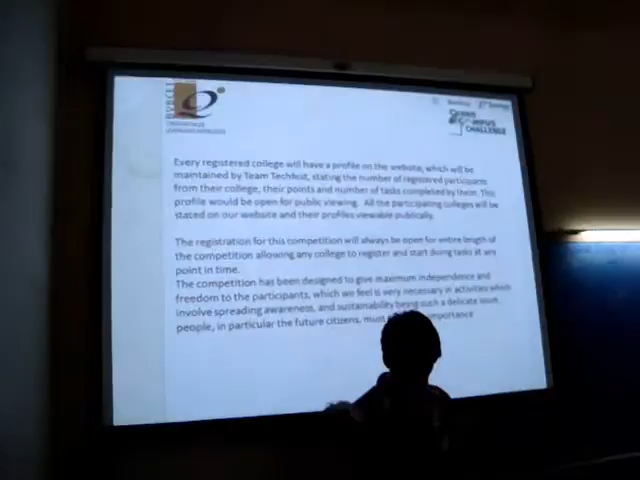 CHALLENGE
Every registered college will have a profile on the website, which will be
maintained by Team Techfest, stating the number of registered participants
from their college, their points and number of tasks completed by them. This
profile would be open for public viewing. All the participating colleges will be
stated on our website and their profiles viewable publically.
The registration for this competition will always be open for entire length of
the competition allowing any college to register and start doing tasks at any
point in time.
The competition has been designed to give maximum independence and
freedom to the participants, which we feel is very necessary in activities which
involve spreading awareness, and sustainability being such a delicate issue,
people, in particular the future citizens, must importance